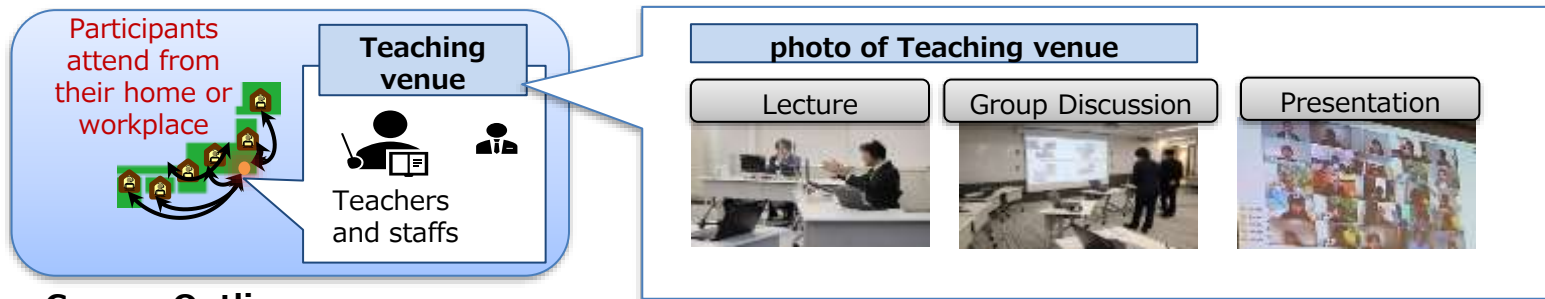 Participants
attend from
their home or
workplace
Teaching
venue
Teachers
and staffs
photo of Teaching venue
Lecture
Group Discussion
Presentation